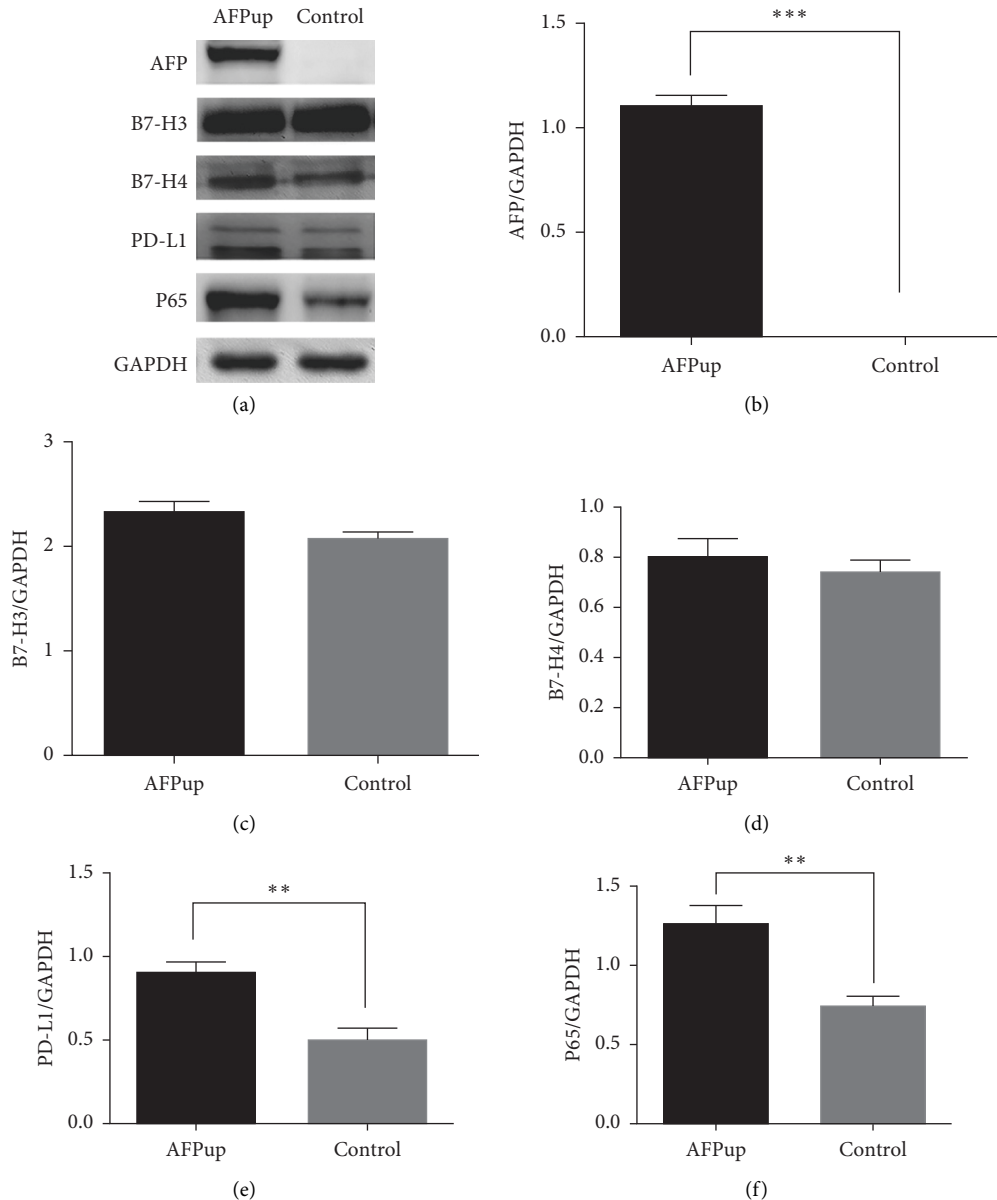 AFPup Control
AFP
B7-H3
B7-H4
PD-L1
P65
GAPDH
(a)
***
1.5
1.0
0.5
0.0
AFP/GAPDH
AFPup Control
(b)
3
2
1
0
B7-H3/GAPDH
AFPup Control
(c)
1.0
0.8
0.6
0.4
0.2
0.0
B7-H4/GAPDH
AFPup Control
(d)
**
1.5
1.0
0.5
0.0
PD-L1/GAPDH
AFPup Control
(e)
**
1.5
1.0
0.5
0.0
P65/GAPDH
AFPup Control
(f)